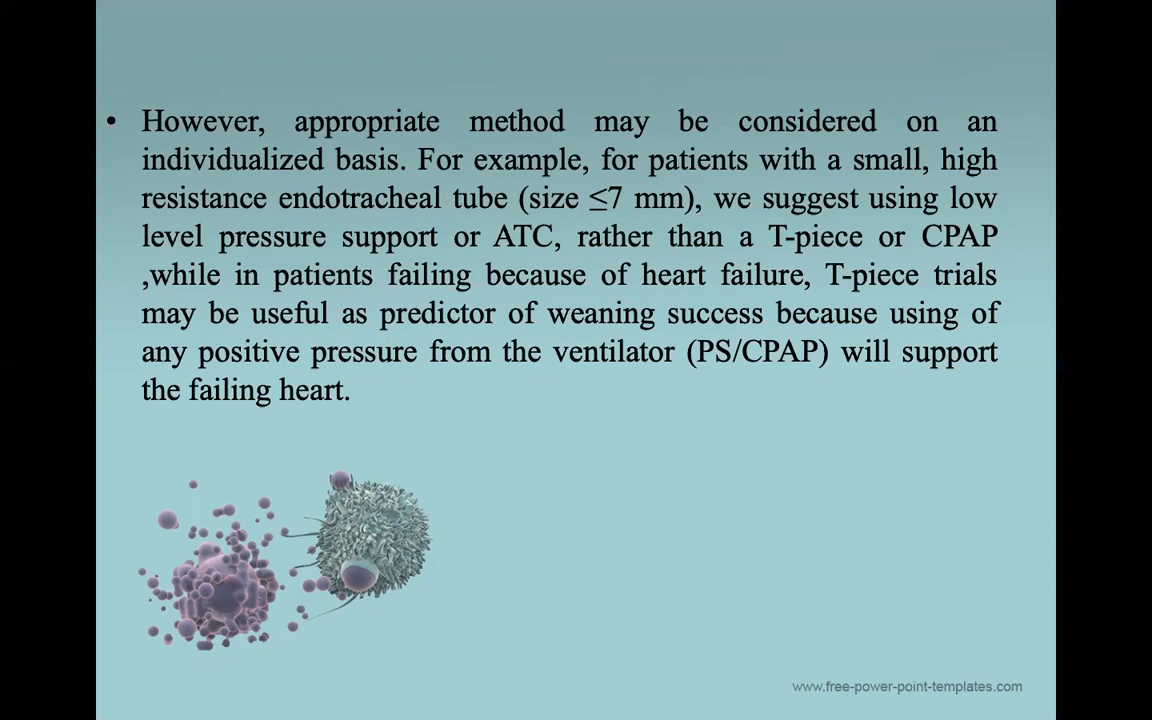 • However, appropriate method may be considered on an
individualized basis. For example, for patients with a small, high
resistance endotracheal tube (size ≤7 mm), we suggest using low
level pressure support or ATC, rather than a T-piece or CPAP
,while in patients failing because of heart failure, T-piece trials
may be useful as predictor of weaning success because using of
any positive pressure from the ventilator (PS/CPAP) will support
the failing heart.
www.free-power-point-templates.com